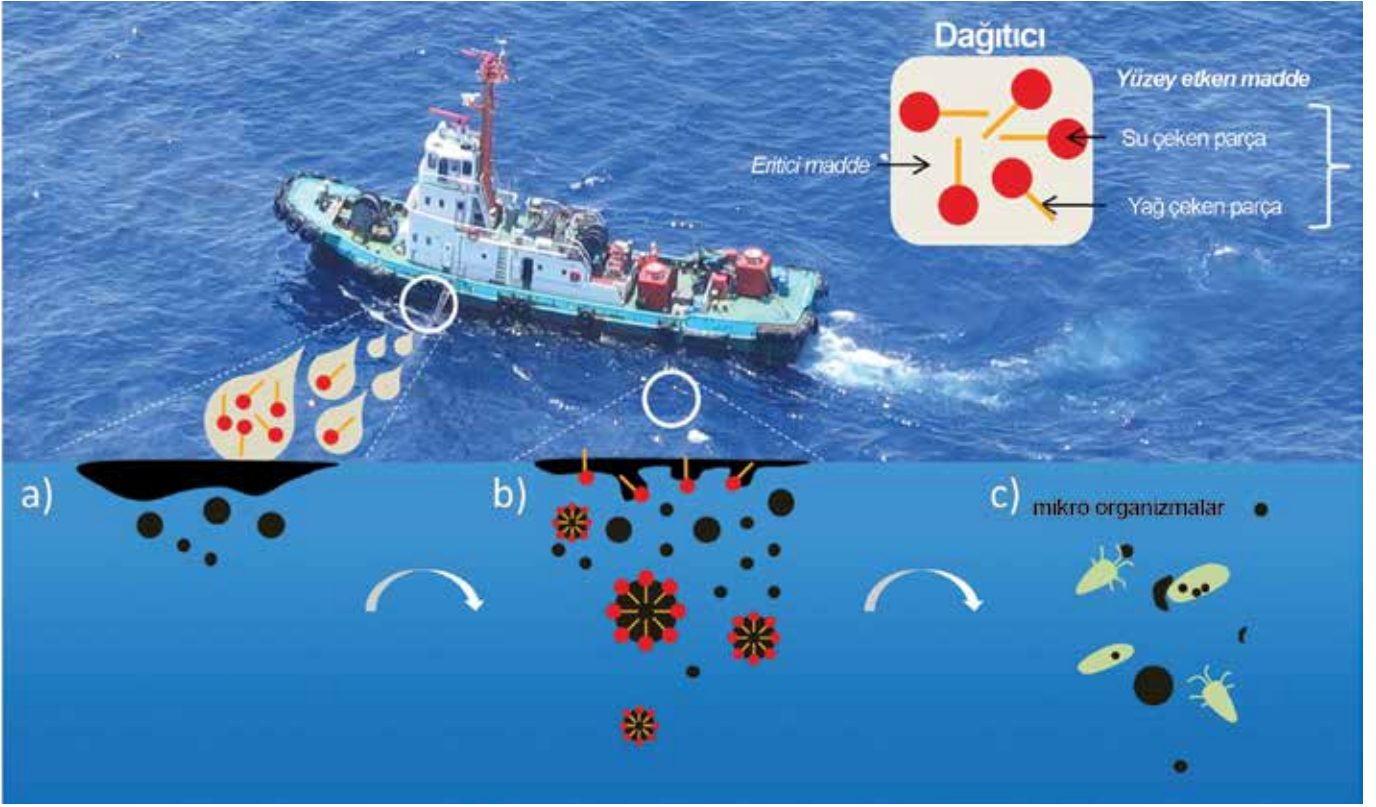 Dağıtıcı
Yüzey etken madde
Su çeken parça
Eritici madde
Yağ çeken parça
a)
b)
c)
mikro organizmalar